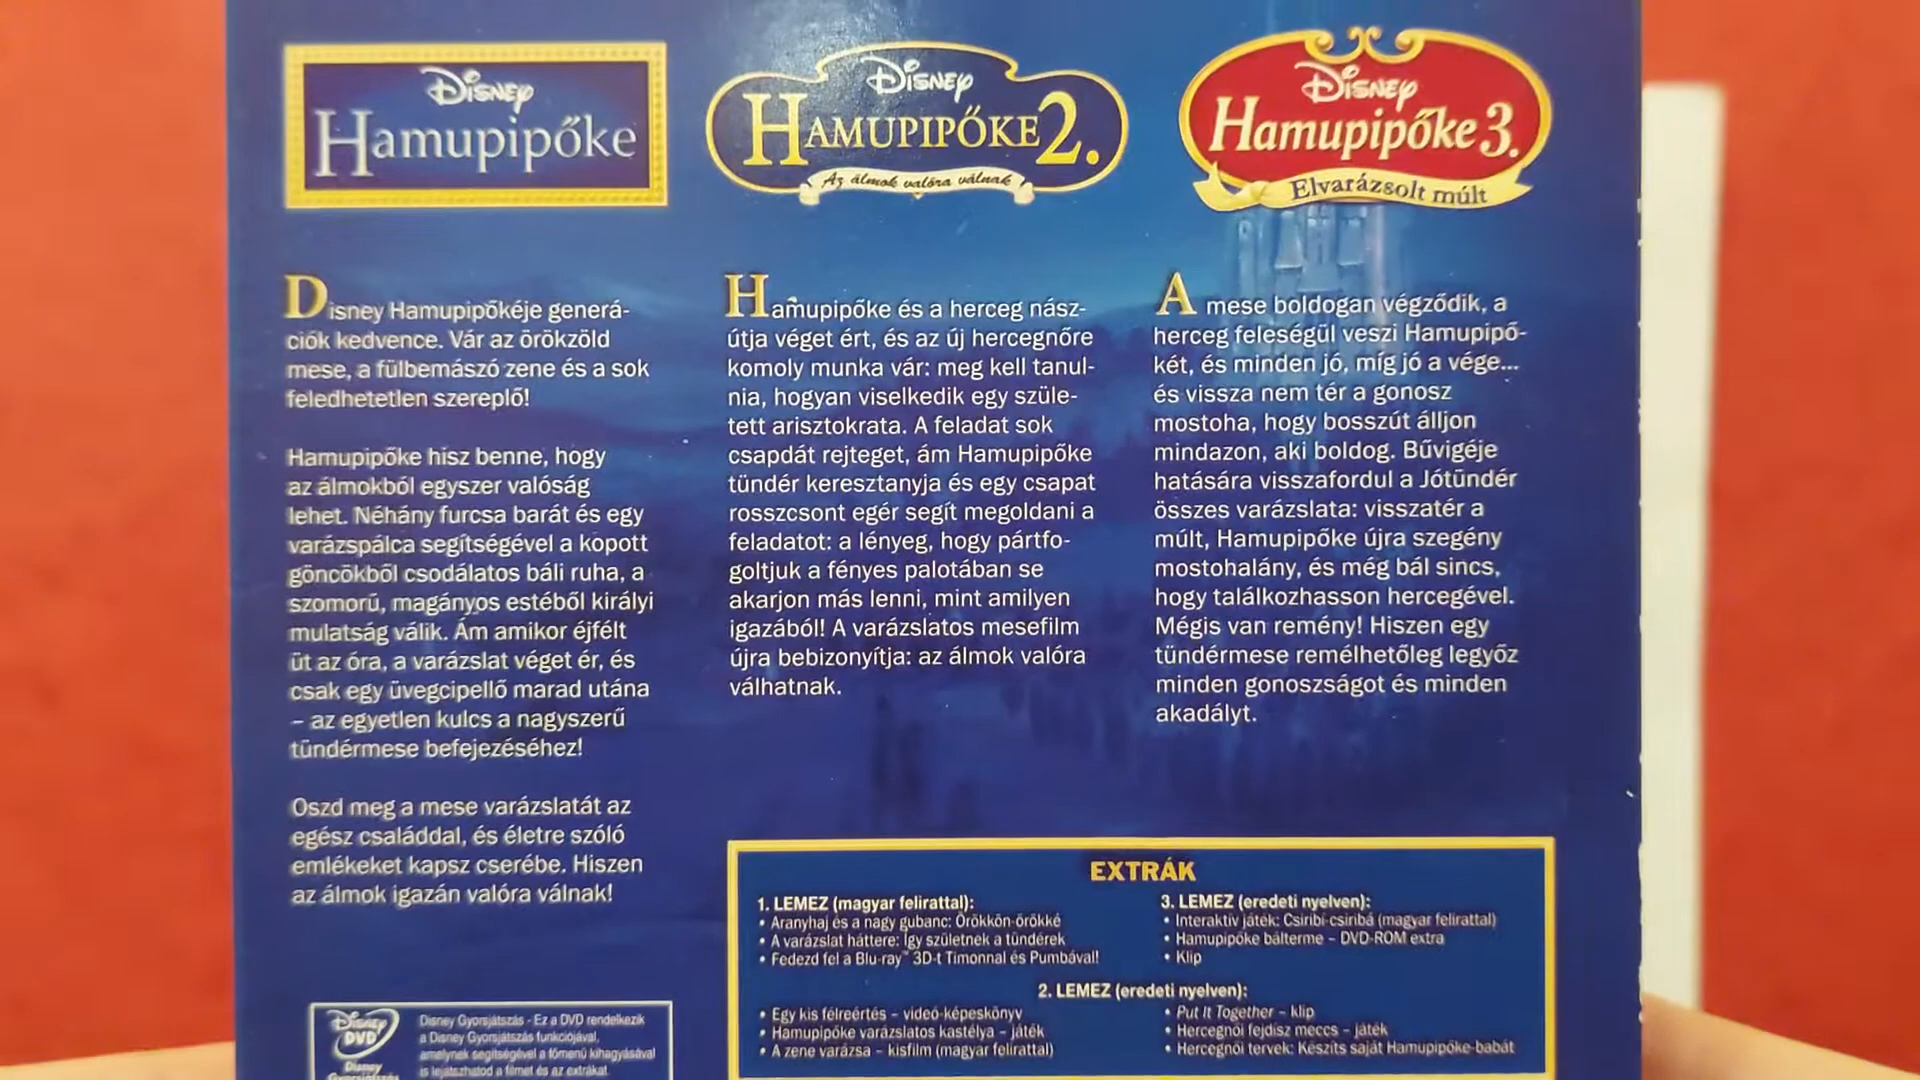 Disney
Hamupipőke
Disney Hamupipőkéje generá-
ciók kedvence. Vár az örökzöld
mese, a fülbemászó zene és a sok
feledhetetlen szereplő!
Hamupipőke hisz benne, hogy
az álmokból egyszer valóság
lehet. Néhány furcsa barát és egy
varázspálca segítségével a kopott
göncökből csodálatos báli ruha, a
szomorú, magányos estéből királyi
mulatság válik. Ám amikor éjfélt
üt az óra, a varázslat véget ér, és
csak egy üvegcipellő marad utána
– az egyetlen kulcs a nagyszerű
tündérmese befejezéséhez!
Oszd meg a mese varázslatát az
egész családdal, és életre szóló
emlékeket kapsz cserébe. Hiszen
az álmok igazán valóra válnak!
Disney
DVD
Disney
Gyorsjátszás
Disney Gyorsjátszás - Ez a DVD rendelkezik
a Disney Gyorsjátszás funkciójával,
amelynek segítségével a főmenü kihagyásával
is lejátszhatod a filmet és az extrákat.
Disney
HAMUPIPŐKE 2.
Az álmok valóra válnak
Hamupipőke és a herceg nász-
útja véget ért, és az új hercegnőre
komoly munka vár: meg kell tanul-
nia, hogyan viselkedik egy szüle-
tett arisztokrata. A feladat sok
csapdát rejteget, ám Hamupipőke
tündér keresztanyja és egy csapat
rosszcsont egér segít megoldani a
feladatot: a lényeg, hogy pártfo-
goltjuk a fényes palotában se
akarjon más lenni, mint amilyen
igazából! A varázslatos mesefilm
újra bebizonyítja: az álmok valóra
válhatnak.
Disney
Hamupipőke 3.
Elvarázsolt múlt
A mese boldogan végződik, a
herceg feleségül veszi Hamupipő-
két, és minden jó, míg jó a vége...
és vissza nem tér a gonosz
mostoha, hogy bosszút álljon
mindazon, aki boldog. Bűvigéje
hatására visszafordul a Jótündér
összes varázslata: visszatér a
múlt, Hamupipőke újra szegény
mostohalány, és még bál sincs,
hogy találkozhasson hercegével.
Mégis van remény! Hiszen egy
tündérmese remélhetőleg legyőz
minden gonoszságot és minden
akadályt.
EXTRÁK
1. LEMEZ (magyar felirattal):
• Aranyhaj és a nagy gubanc: Örökkön-örökké
• A varázslat háttere: Így születnek a tündérek
• Fedezd fel a Blu-ray™ 3D-t Timonnal és Pumbával!
3. LEMEZ (eredeti nyelven):
• Interaktív játék: Csiribí-csiribá (magyar felirattal)
• Hamupipőke bálterme – DVD-ROM extra
• Klip
2. LEMEZ (eredeti nyelven):
• Egy kis félreértés – videó-képeskönyv
• Hamupipőke varázslatos kastélya – játék
• A zene varázsa – kisfilm (magyar felirattal)
• Put It Together – klip
• Hercegnői fejdísz meccs – játék
• Hercegnői tervek: Készíts saját Hamupipőke-babát